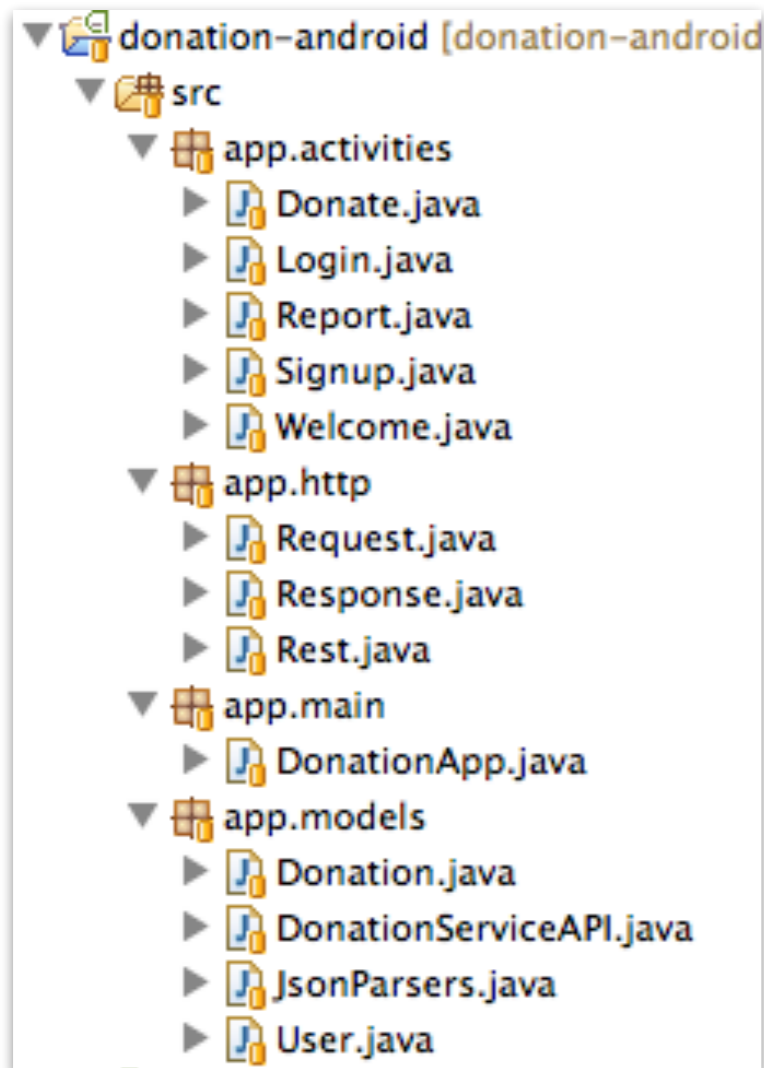 donation-android [donation-android
src
app.activities
Donate.java
Login.java
Report.java
Signup.java
Welcome.java
app.http
Request.java
Response.java
Rest.java
app.main
DonationApp.java
app.models
Donation.java
DonationServiceAPI.java
JsonParsers.java
User.java